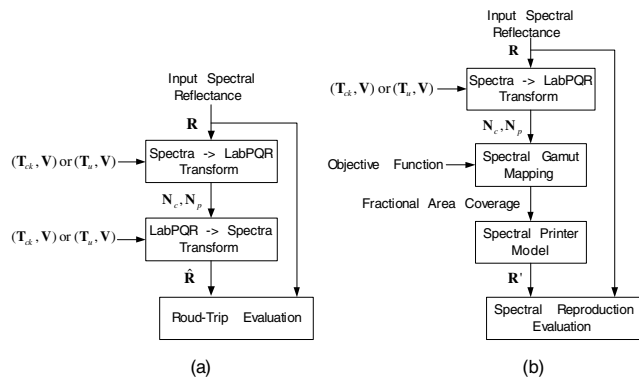 Input Spectral
Reflectance
R
(T_ck, V) or (T_u, V)
Spectra -> LabPQR
Transform
N_c, N_p
(T_ck, V) or (T_u, V)
LabPQR -> Spectra
Transform
R̂
Roud-Trip Evaluation
(a)
Input Spectral
Reflectance
R
(T_ck, V) or (T_u, V)
Spectra -> LabPQR
Transform
N_c, N_p
Objective Function
Spectral Gamut
Mapping
Fractional Area Coverage
Spectral Printer
Model
R'
Spectral Reproduction
Evaluation
(b)